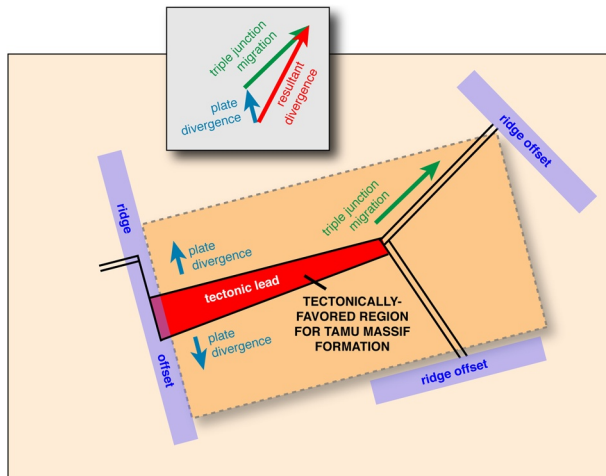 triple junction
migration
plate
divergence
resultant
divergence
ridge offset
ridge
offset
plate
divergence
triple junction
migration
tectonic lead
TECTONICALLY-
FAVORED REGION
FOR TAMU MASSIF
FORMATION
plate
divergence
ridge offset